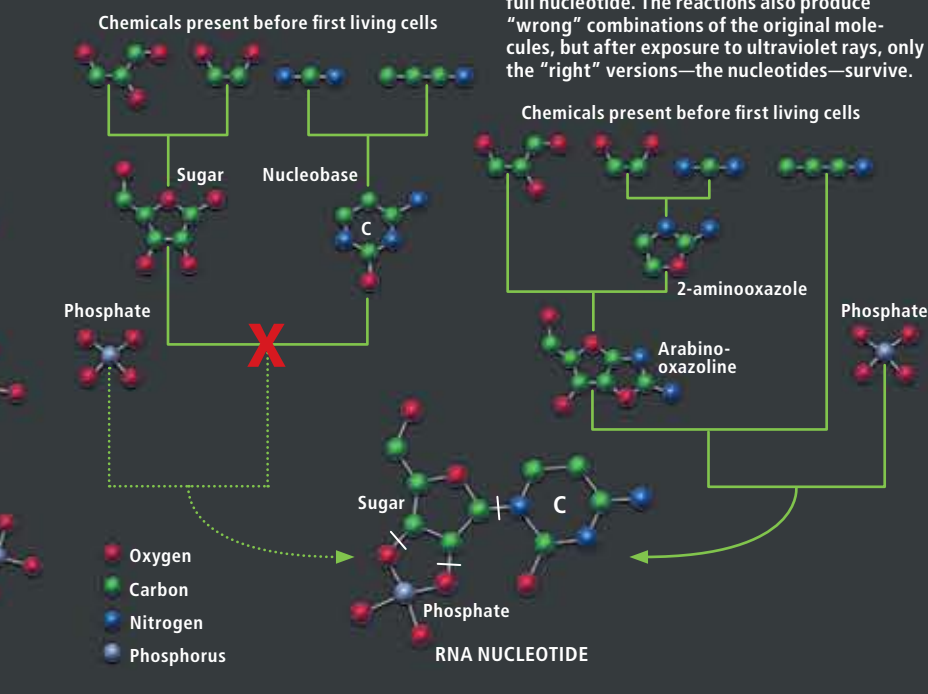 Chemicals present before first living cells
Sugar
Nucleobase
C
Phosphate
X
full nucleotide. The reactions also produce
“wrong” combinations of the original mole-
cules, but after exposure to ultraviolet rays, only
the “right” versions—the nucleotides—survive.
Chemicals present before first living cells
2-aminooxazole
Phosphate
Arabino-
oxazoline
Sugar
C
Phosphate
RNA NUCLEOTIDE
Oxygen
Carbon
Nitrogen
Phosphorus